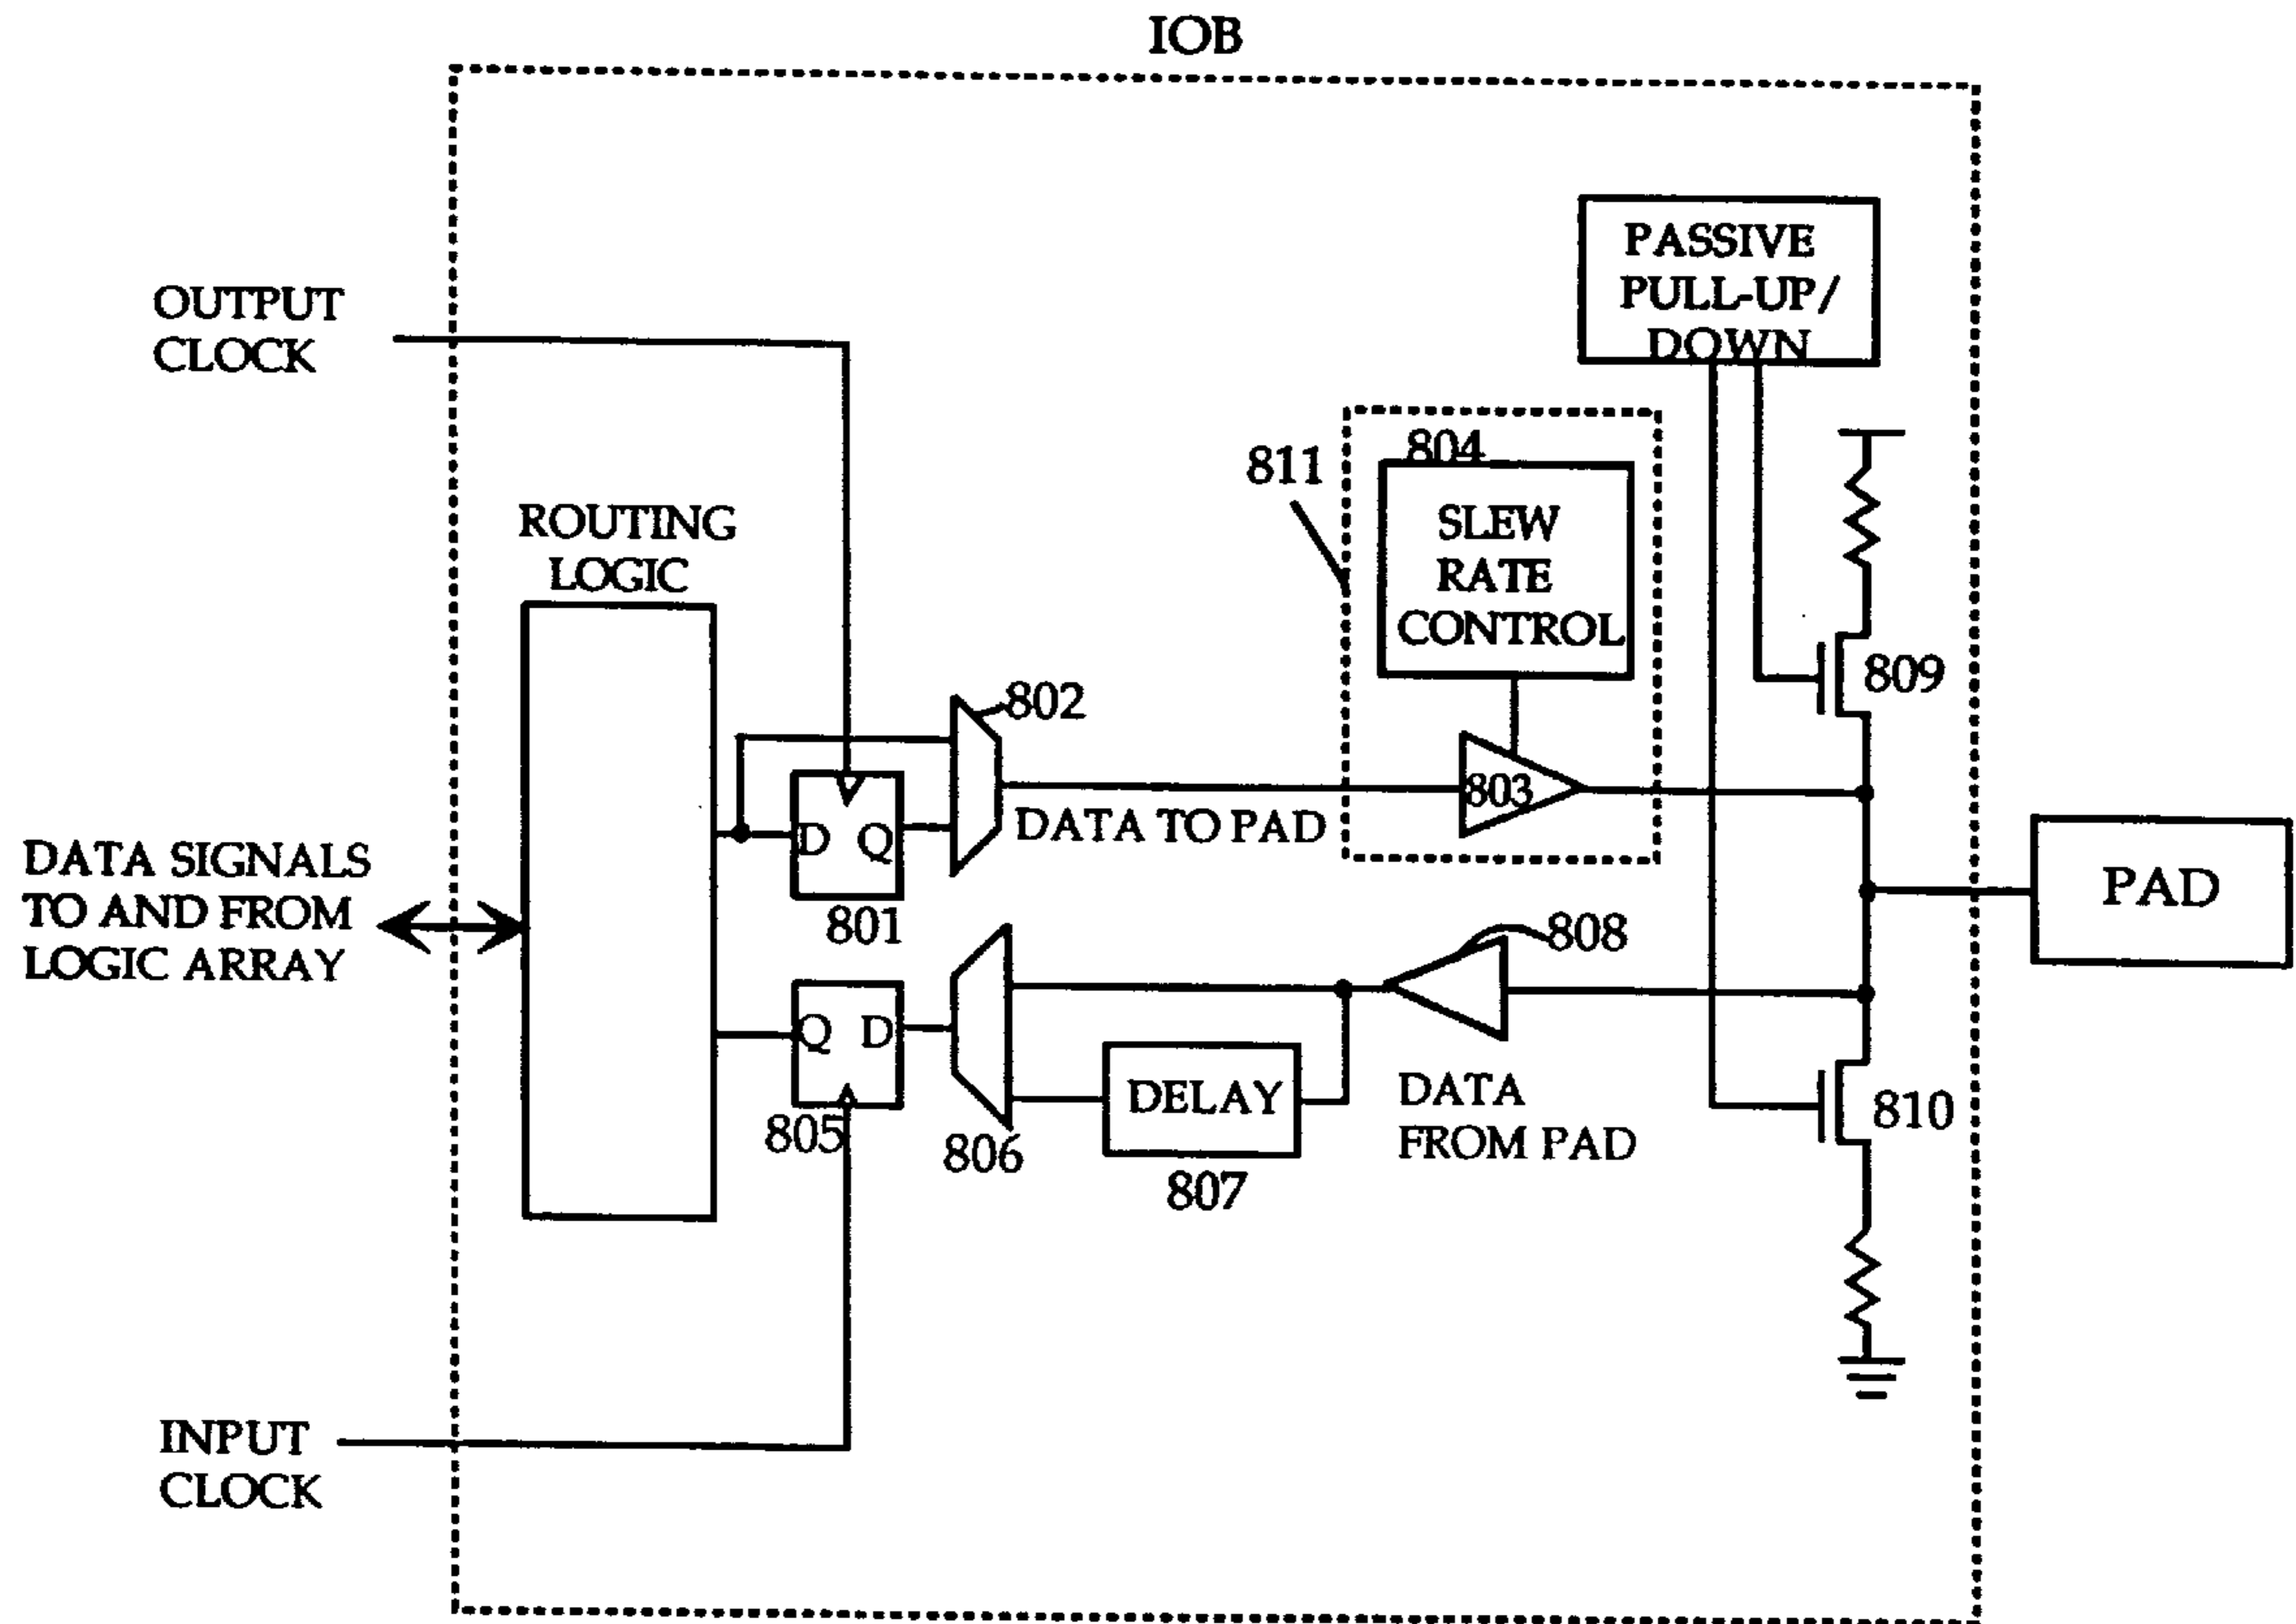 IOB
PASSIVE
PULL-UP/
DOWN
OUTPUT
CLOCK
804
811
SLEW
RATE
CONTROL
ROUTING
LOGIC
809
802
803
DATA TO PAD
D Q
801
PAD
DATA SIGNALS
TO AND FROM
LOGIC ARRAY
808
Q D
805
806
DELAY
807
DATA
FROM PAD
810
INPUT
CLOCK